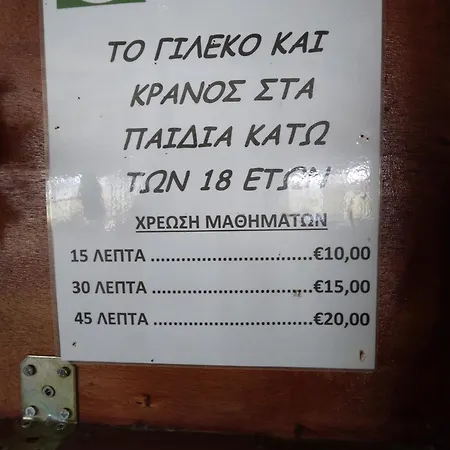 ΤΟ ΓΙΛΕΚΟ ΚΑΙ
ΚΡΑΝΟΣ ΣΤΑ
ΠΑΙΔΙΑ ΚΑΤΩ
ΤΩΝ 18 ΕΤΩΝ
ΧΡΕΩΣΗ ΜΑΘΗΜΑΤΩΝ
15 ΛΕΠΤΑ ................................€10,00
30 ΛΕΠΤΑ ................................€15,00
45 ΛΕΠΤΑ ................................€20,00